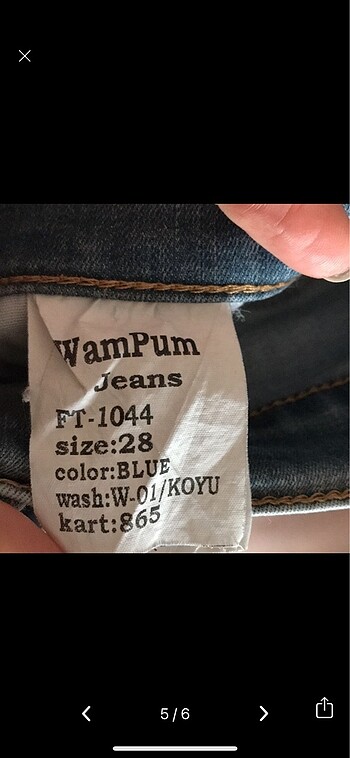 WamPum
Jeans
FT-1044
size:28
color:BLUE
wash:W-01/KOYU
kart:865
5/6